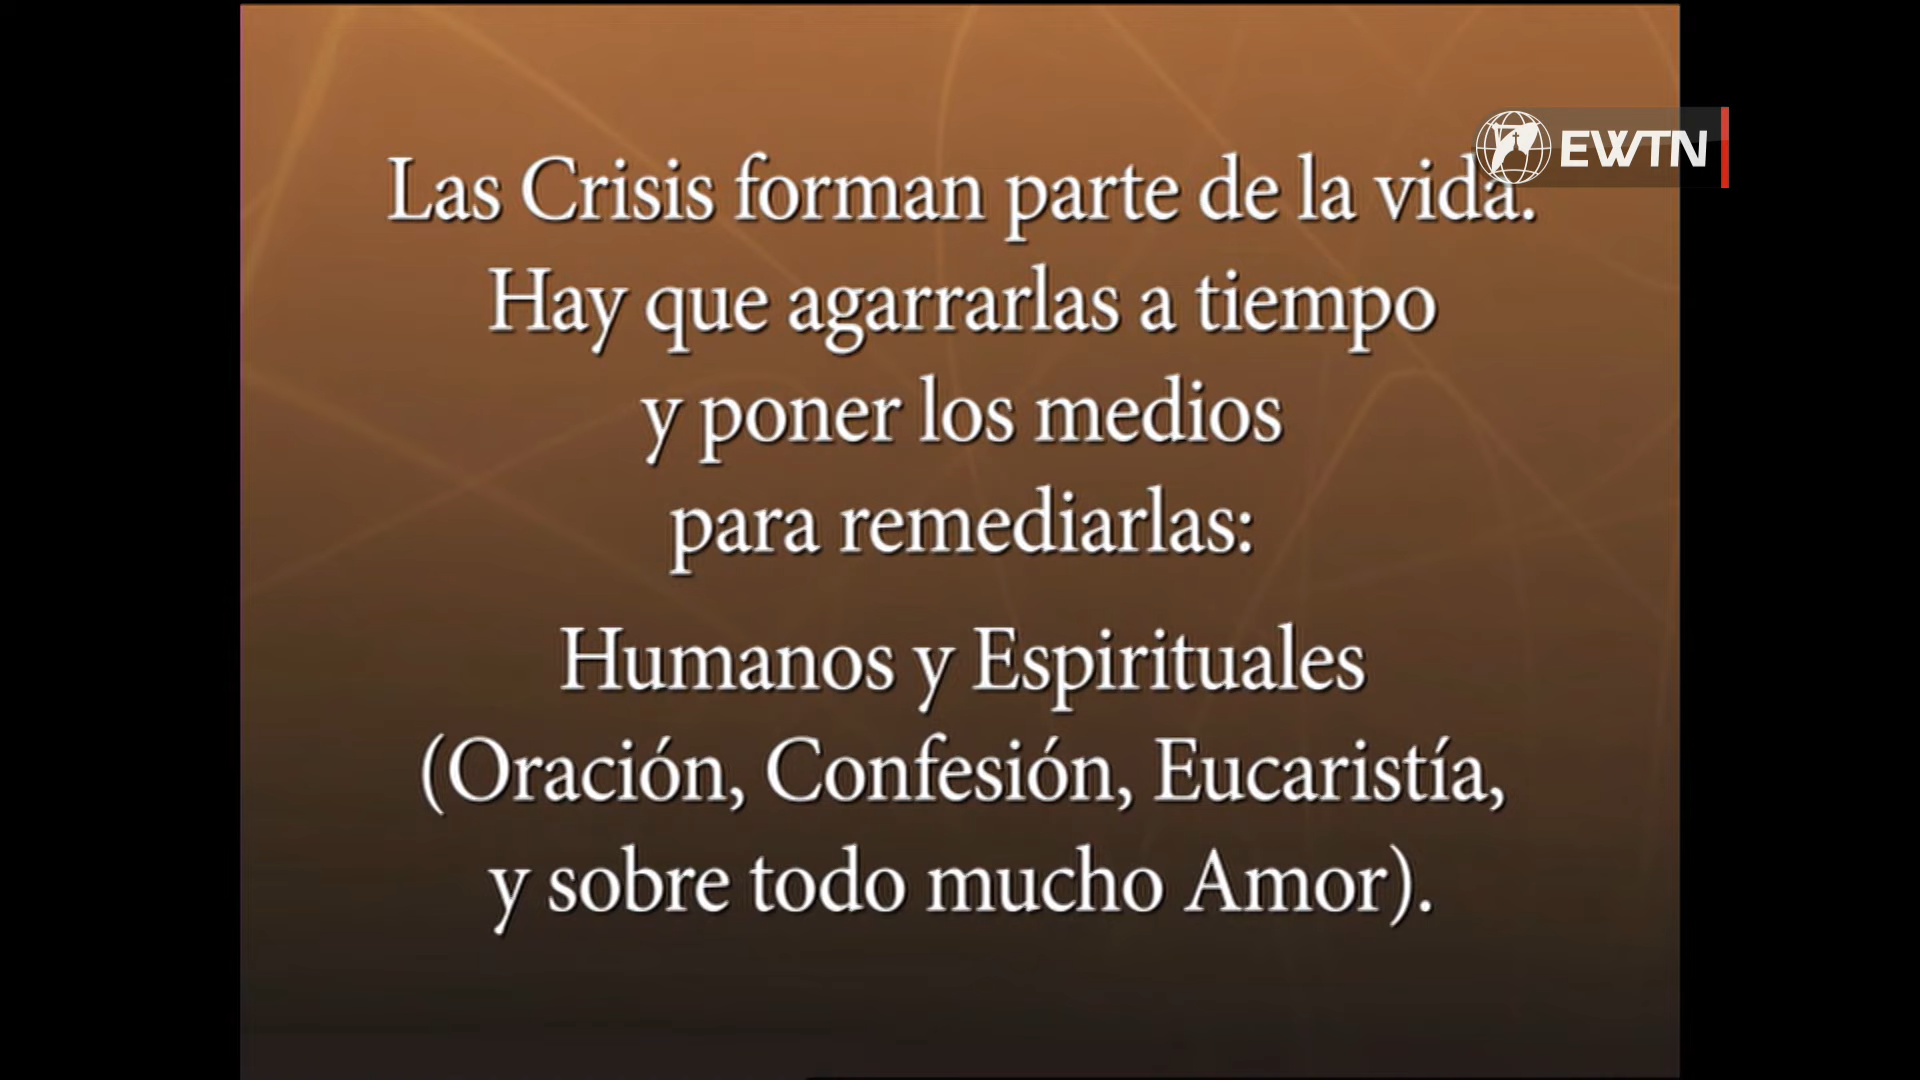 EWTN
Las Crisis forman parte de la vida.
Hay que agarrarlas a tiempo
y poner los medios
para remediarlas:
Humanos y Espirituales
(Oración, Confesión, Eucaristía,
y sobre todo mucho Amor).